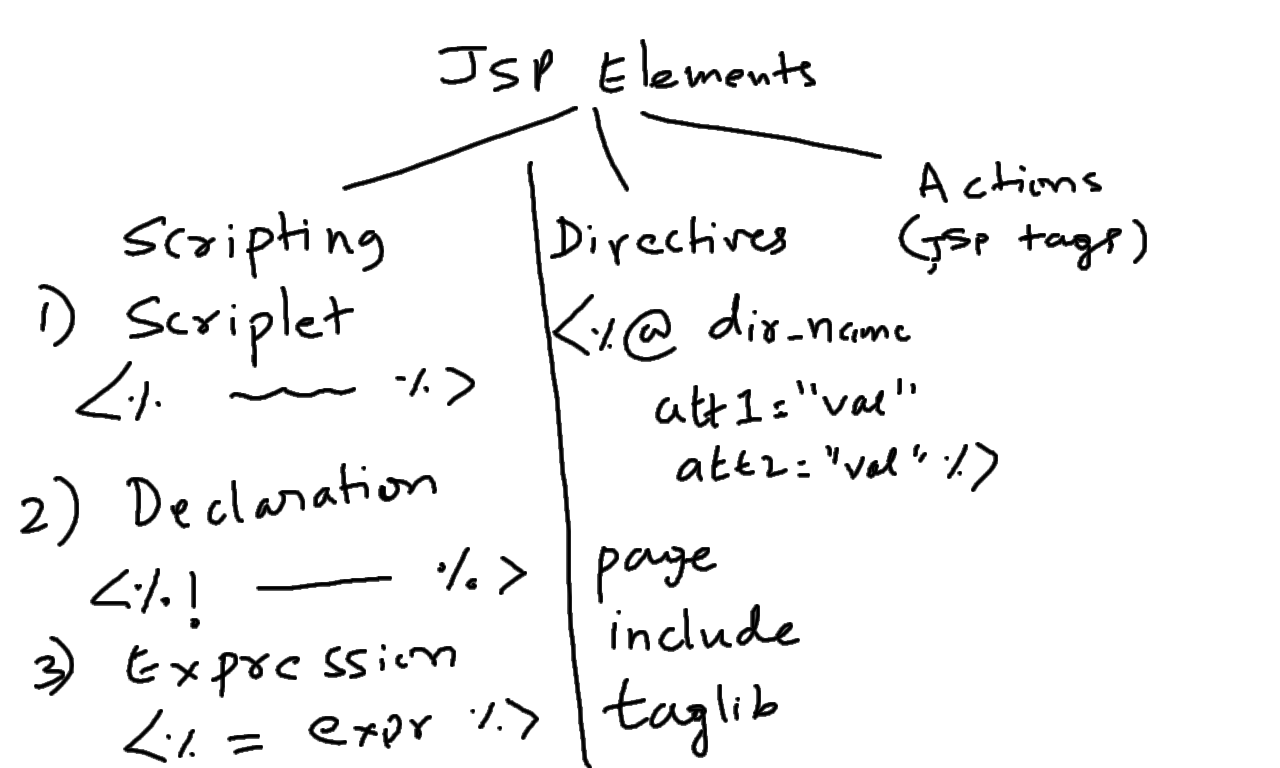 JSP Elements
Scripting
1) Scriplet
<% %>
2) Declaration
<%! %>
3) Expression
<% = expr %>
Directives
<%@ dir_name
att1="val"
att2="val" %>
page
include
taglib
Actions
(JSP tags)